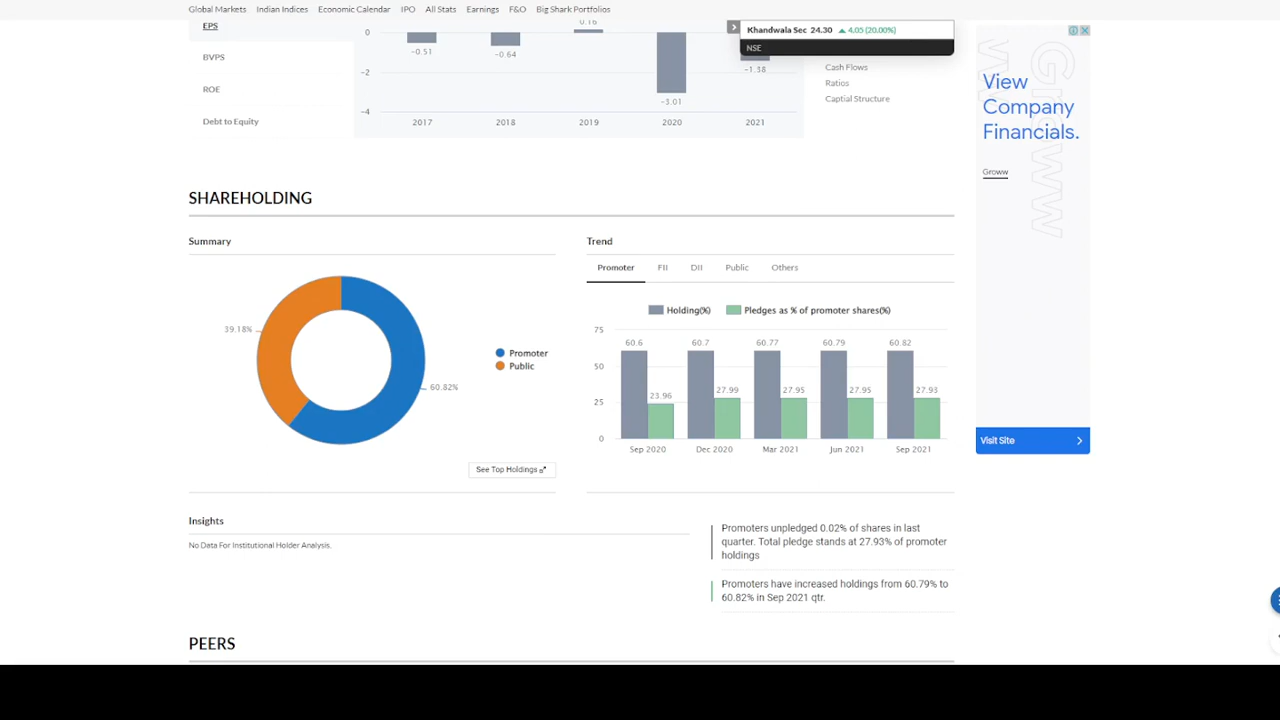 Global Markets Indian Indices Economic Calendar IPO All Stats Earnings F&O Big Shark Portfolios
EPS
BVPS
ROE
Debt to Equity
0
−2
−4
−0.51
−0.64
0.16
−3.01
−1.38
2017 2018 2019 2020 2021
Khandwala Sec 24.30 4.05 (20.00%)
NSE
Cash Flows
Ratios
Captial Structure
View
Company
Financials.
Groww
Groww
Visit Site
SHAREHOLDING
Summary
39.18%
60.82%
Promoter
Public
See Top Holdings
Trend
Promoter FII DII Public Others
Holding(%) Pledges as % of promoter shares(%)
75
50
25
0
60.6 60.7 60.77 60.79 60.82
23.96 27.99 27.95 27.95 27.93
Sep 2020 Dec 2020 Mar 2021 Jun 2021 Sep 2021
Insights
No Data For Institutional Holder Analysis.
Promoters unpledged 0.02% of shares in last
quarter. Total pledge stands at 27.93% of promoter
holdings
Promoters have increased holdings from 60.79% to
60.82% in Sep 2021 qtr.
PEERS